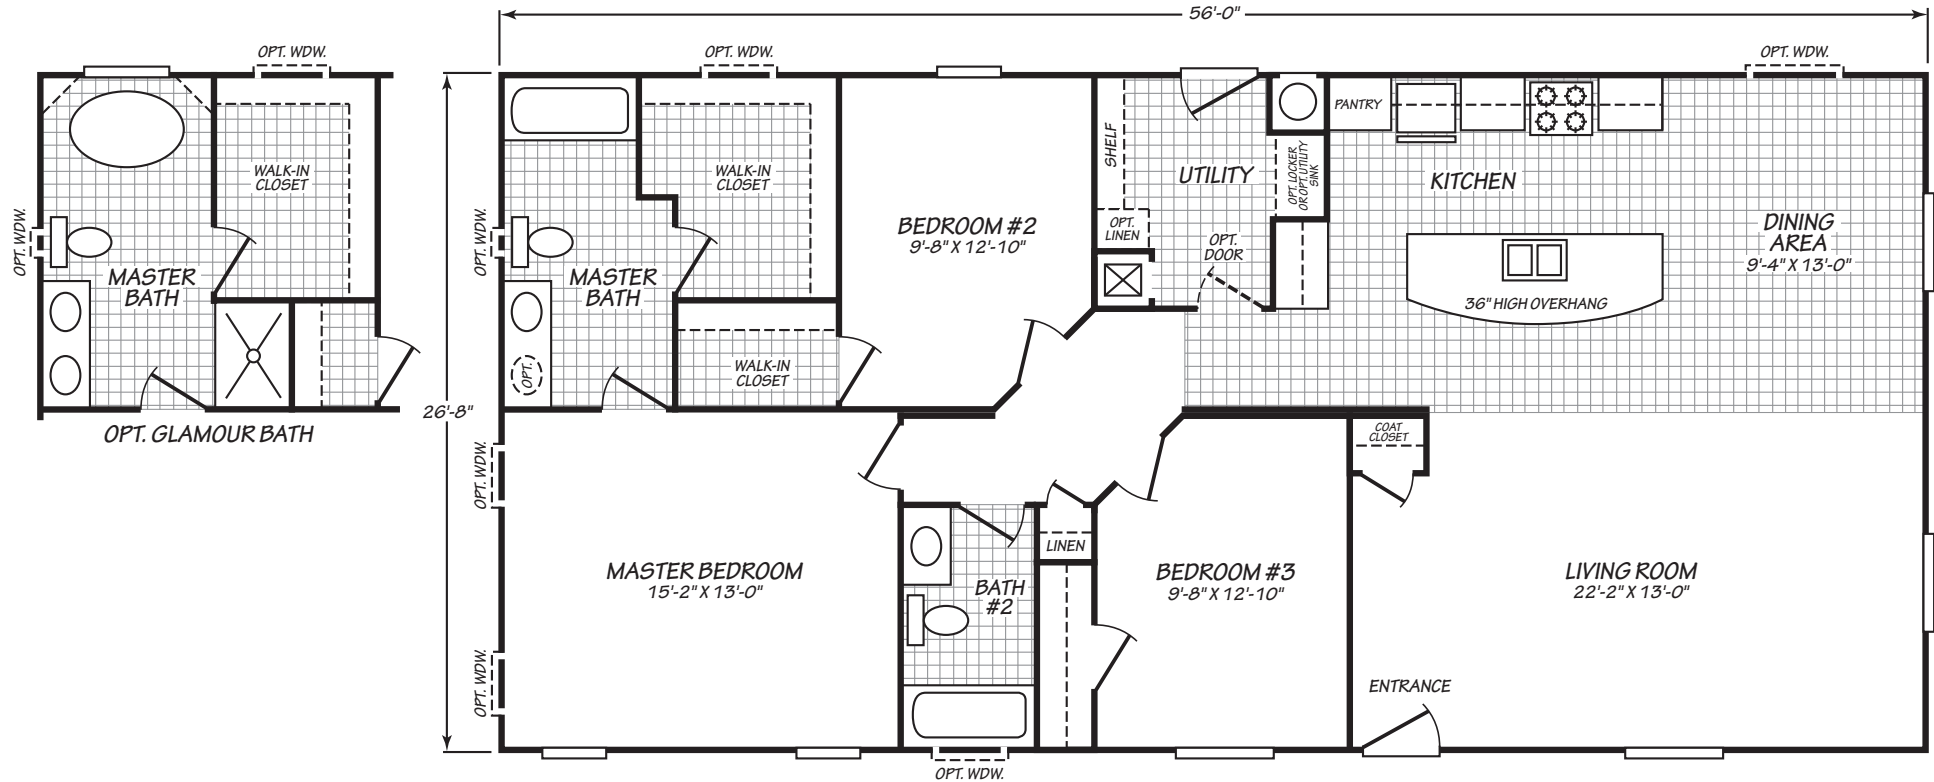 56'-0"
OPT. WDW.
OPT. WDW.
OPT. WDW.
WALK-IN
CLOSET
OPT. WDW.
MASTER
BATH
OPT. GLAMOUR BATH
26'-8"
OPT. WDW.
WALK-IN
CLOSET
MASTER
BATH
OPT.
WALK-IN
CLOSET
BEDROOM #2
9'-8" X 12'-10"
SHELF
OPT.
LINEN
UTILITY
OPT.
DOOR
OPT. LOCKER
OR OPT. UTILITY
SINK
PANTRY
KITCHEN
36" HIGH OVERHANG
DINING
AREA
9'-4" X 13'-0"
COAT
CLOSET
OPT. WDW.
OPT. WDW.
MASTER BEDROOM
15'-2" X 13'-0"
BATH
#2
LINEN
BEDROOM #3
9'-8" X 12'-10"
LIVING ROOM
22'-2" X 13'-0"
ENTRANCE
OPT. WDW.